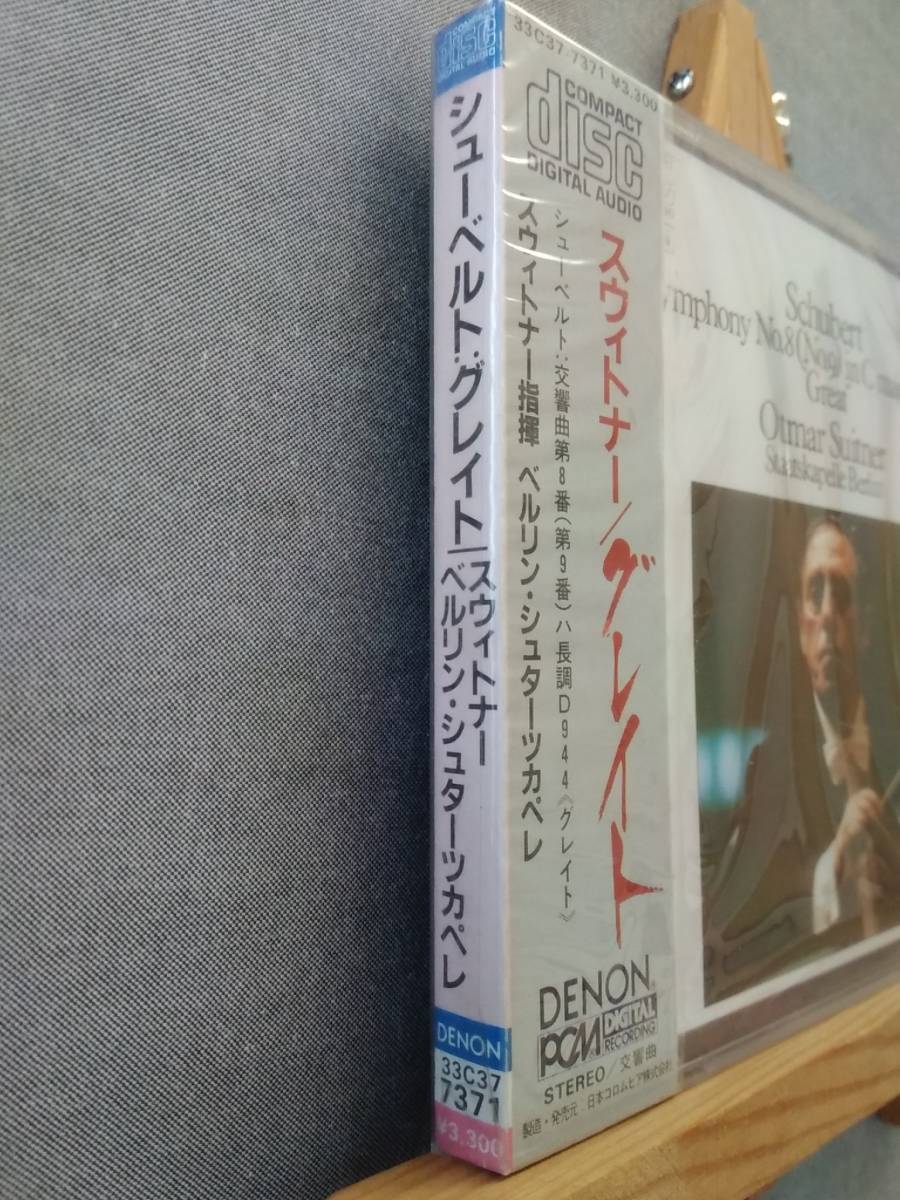 disc
DIGITAL AUDIO
シューベルト:グレイト
スウィトナー
ベルリン・シュターツカペレ
DENON
33C37
7371
¥3,300
33C37-7371 ¥3,300
COMPACT
disc
DIGITAL AUDIO
スウィトナー/グレイト
シューベルト:交響曲第8番(第9番)ハ長調D944《グレイト》
スウィトナー指揮 ベルリン・シュターツカペレ
DENON
PCM DIGITAL
RECORDING
STEREO/交響曲
製造・発売元:日本コロムビア株式会社
Schubert
ymphony No.8(No.9) in C
Great
Otmar Suitner
Staatskapelle Berlin